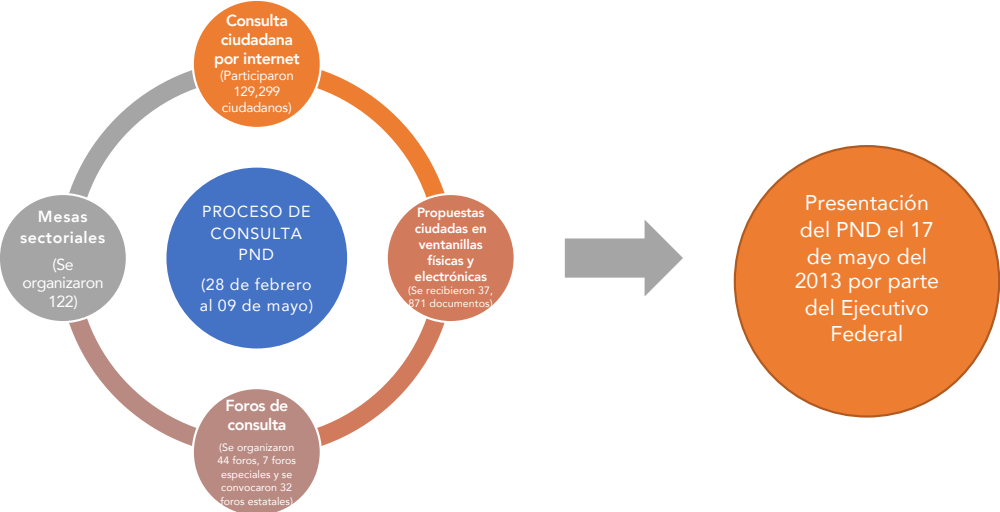 Consulta
ciudadana
por internet
(Participaron
129,299
ciudadanos)
Mesas
sectoriales
(Se
organizaron
122)
PROCESO DE
CONSULTA
PND
(28 de febrero
al 09 de mayo)
Propuestas
ciudadas en
ventanillas
físicas y
electrónicas
(Se recibieron 37,
871 documentos)
Foros de
consulta
(Se organizaron
44 foros, 7 foros
especiales y se
convocaron 32
foros estatales)
Presentación
del PND el 17
de mayo del
2013 por parte
del Ejecutivo
Federal